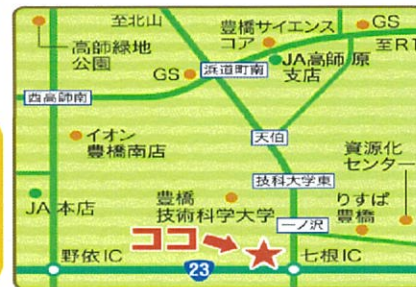 至北山
GS
豊橋サイエンス
コア
至R1
高師緑地
公園
JA高師 原
支店
GS
浜道町南
西高師南
イオン
豊橋南店
天伯
資源化
センター
技科大学東
JA 本店
豊橋
技術科学大学
りすぱ
豊橋
一ノ沢
ココ
野依IC
23
七根IC